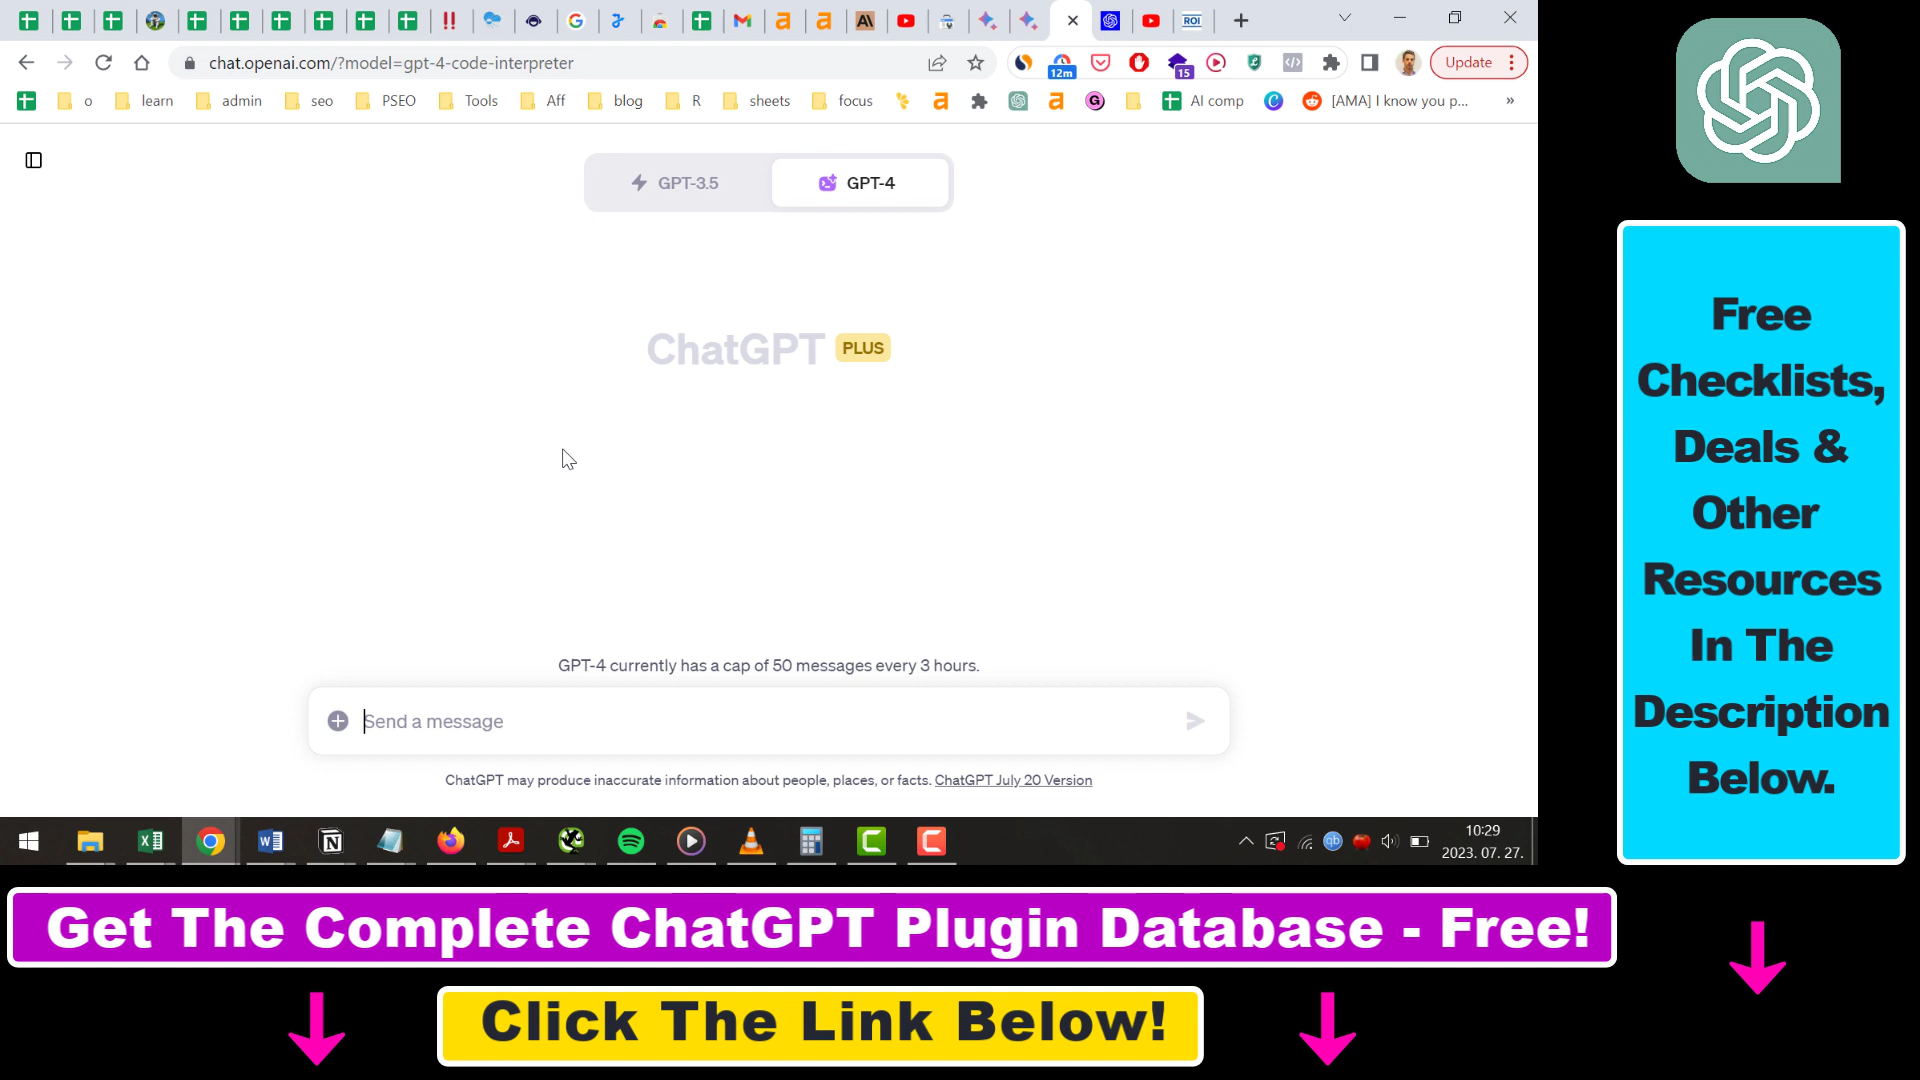 ROI
chat.openai.com/?model=gpt-4-code-interpreter
12m
15
Update
o
learn
admin
seo
PSEO
Tools
Aff
blog
R
sheets
focus
AI comp
[AMA] I know you p...
»
GPT-3.5
GPT-4
ChatGPT PLUS
GPT-4 currently has a cap of 50 messages every 3 hours.
Send a message
ChatGPT may produce inaccurate information about people, places, or facts. ChatGPT July 20 Version
10:29
2023. 07. 27.
Free
Checklists,
Deals &
Other
Resources
In The
Description
Below.
Get The Complete ChatGPT Plugin Database - Free!
Click The Link Below!